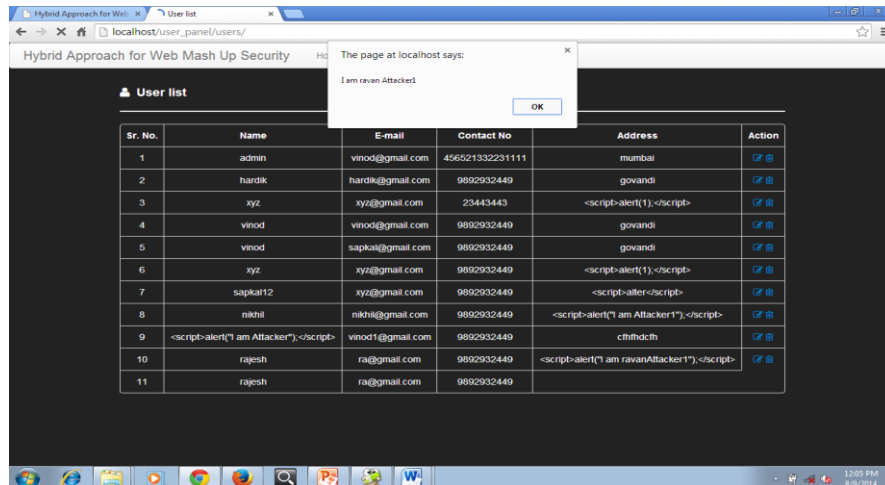 Hybrid Approach for Web
User list
localhost/user_panel/users/
Hybrid Approach for Web Mash Up Security Ho
The page at localhost says:
I am ravan Attacker1
OK
User list
Sr. No. Name E-mail Contact No Address Action
1 admin vinod@gmail.com 456521332231111 mumbai
2 hardik hardik@gmail.com 9892932449 govandi
3 xyz xyz@gmail.com 23443443 <script>alert(1);</script>
4 vinod vinod@gmail.com 9892932449 govandi
5 vinod sapkal@gmail.com 9892932449 govandi
6 xyz xyz@gmail.com 9892932449 <script>alert(1);</script>
7 sapkal12 xyz@gmail.com 9892932449 <script>alter</script>
8 nikhil nikhil@gmail.com 9892932449 <script>alert("I am Attacker1");</script>
9 <script>alert("I am Attacker");</script> vinod1@gmail.com 9892932449 cfhfhdcfh
10 rajesh ra@gmail.com 9892932449 <script>alert("I am ravanAttacker1");</script>
11 rajesh ra@gmail.com 9892932449
12:05 PM
8/9/2014